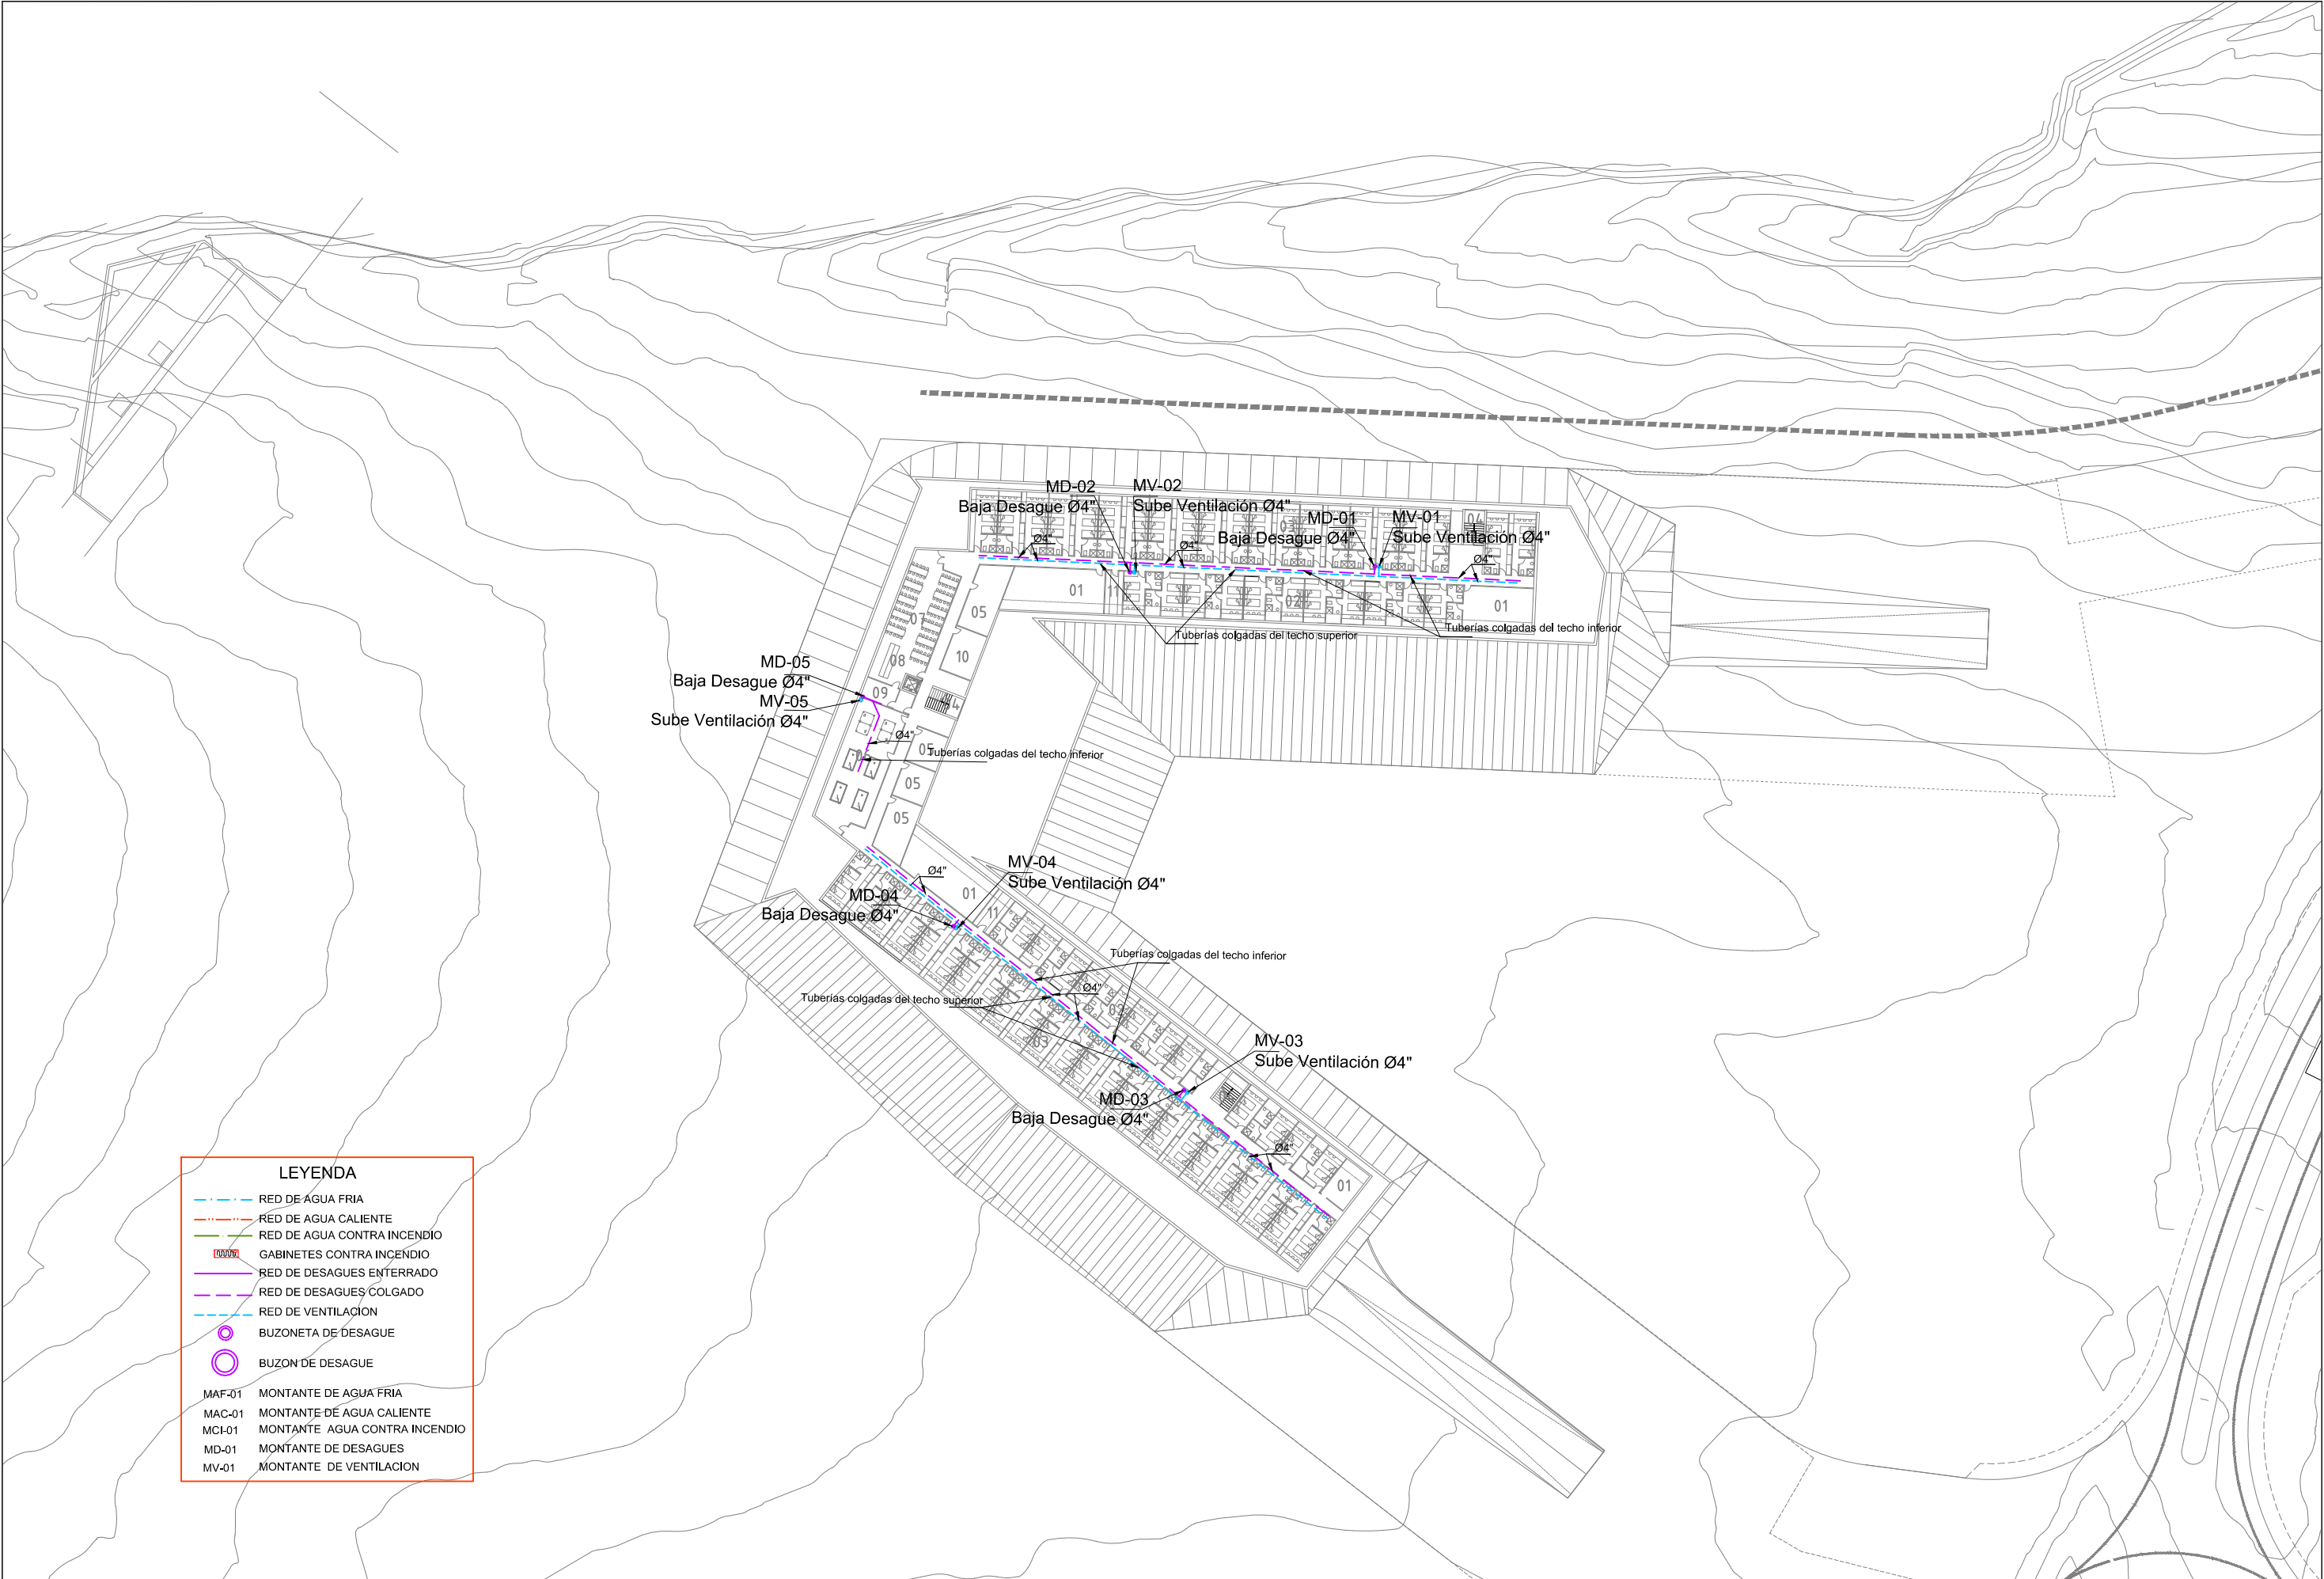 MD-02
Baja Desague Ø4"
MV-02
Sube Ventilación Ø4"
MD-01
Baja Desague Ø4"
MV-01
Sube Ventilación Ø4"
03
04
Ø4"
Ø4"
Ø4"
01
11
02
01
Tuberías colgadas del techo superior
Tuberías colgadas del techo inferior
05
07
10
08
09
MD-05
Baja Desague Ø4"
MV-05
Sube Ventilación Ø4"
Ø4"
05
Tuberías colgadas del techo inferior
05
05
MV-04
Sube Ventilación Ø4"
Ø4"
01
11
MD-04
Baja Desague Ø4"
Tuberías colgadas del techo inferior
Tuberías colgadas del techo superior
Ø4"
02
03
MV-03
Sube Ventilación Ø4"
MD-03
Baja Desague Ø4"
Ø4"
01
LEYENDA
RED DE AGUA FRIA
RED DE AGUA CALIENTE
RED DE AGUA CONTRA INCENDIO
GABINETES CONTRA INCENDIO
RED DE DESAGUES ENTERRADO
RED DE DESAGUES COLGADO
RED DE VENTILACION
BUZONETA DE DESAGUE
BUZON DE DESAGUE
MAF-01 MONTANTE DE AGUA FRIA
MAC-01 MONTANTE DE AGUA CALIENTE
MCI-01 MONTANTE AGUA CONTRA INCENDIO
MD-01 MONTANTE DE DESAGUES
MV-01 MONTANTE DE VENTILACION